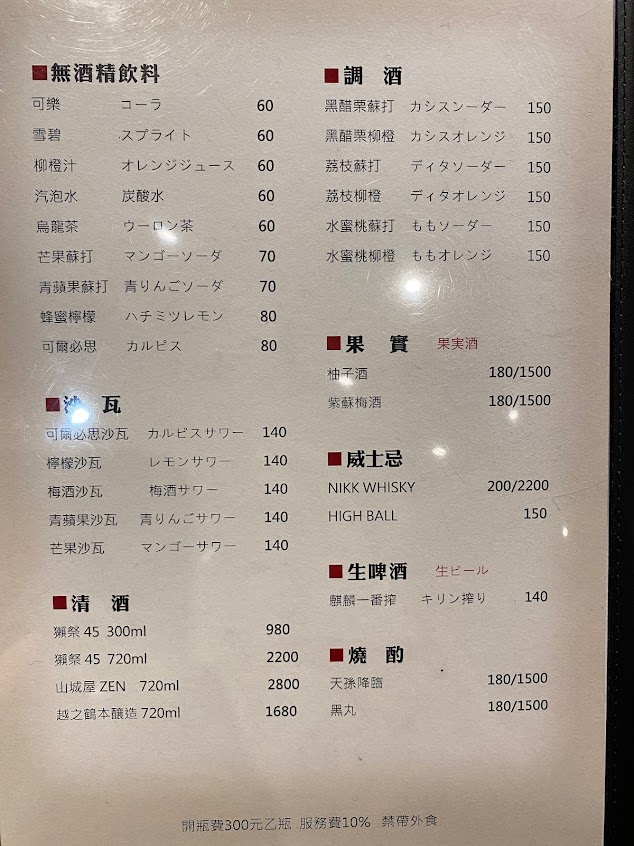 無酒精飲料
可樂 コーラ 60
雪碧 スプライト 60
柳橙汁 オレンジジュース 60
汽泡水 炭酸水 60
烏龍茶 ウーロン茶 60
芒果蘇打 マンゴーソーダ 70
青蘋果蘇打 青りんごソーダ 70
蜂蜜檸檬 ハチミツレモン 80
可爾必思 カルピス 80
沙瓦
可爾必思沙瓦 カルピスサワー 140
檸檬沙瓦 レモンサワー 140
梅酒沙瓦 梅酒サワー 140
青蘋果沙瓦 青りんごサワー 140
芒果沙瓦 マンゴーサワー 140
清酒
獺祭 45 300ml 980
獺祭 45 720ml 2200
山城屋 ZEN 720ml 2800
越之鶴本釀造 720ml 1680
調酒
黑醋栗蘇打 カシスンーダー 150
黑醋栗柳橙 カシスオレンジ 150
荔枝蘇打 ディタソーダー 150
荔枝柳橙 ディタオレンジ 150
水蜜桃蘇打 ももソーダー 150
水蜜桃柳橙 ももオレンジ 150
果實 果実酒
柚子酒 180/1500
紫蘇梅酒 180/1500
威士忌
NIKK WHISKY 200/2200
HIGH BALL 150
生啤酒 生ビール
麒麟一番搾 キリン搾り 140
燒酌
天孫降臨 180/1500
黑丸 180/1500
開瓶費300元乙瓶 服務費10% 禁帶外食